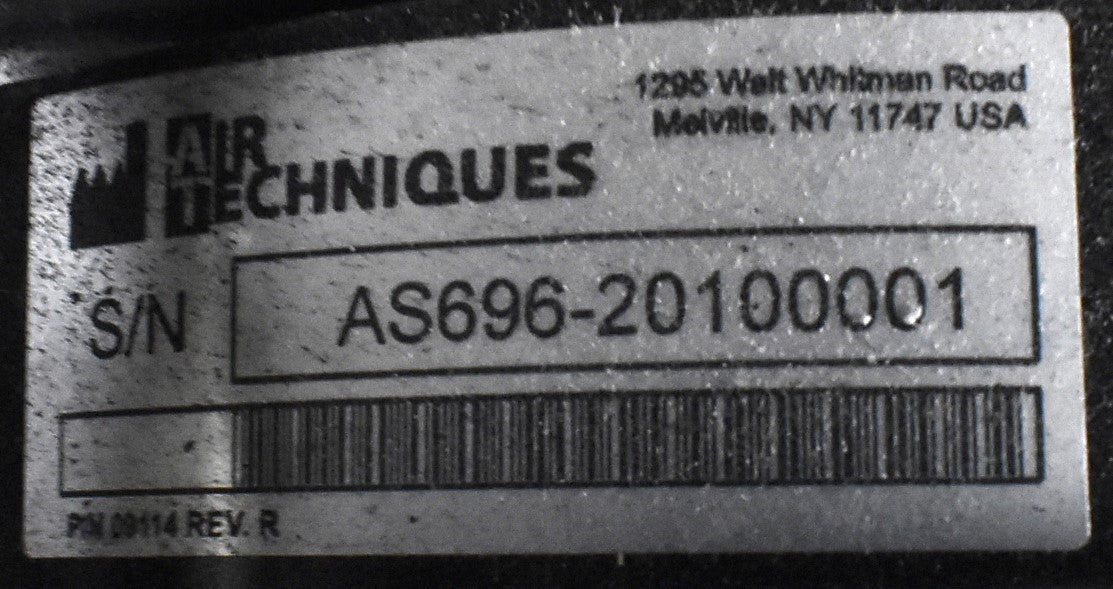 1295 Walt Whitman Road
Melville, NY 11747 USA
AIR
TECHNIQUES
S/N AS696-20100001
P/N 09114 REV. R